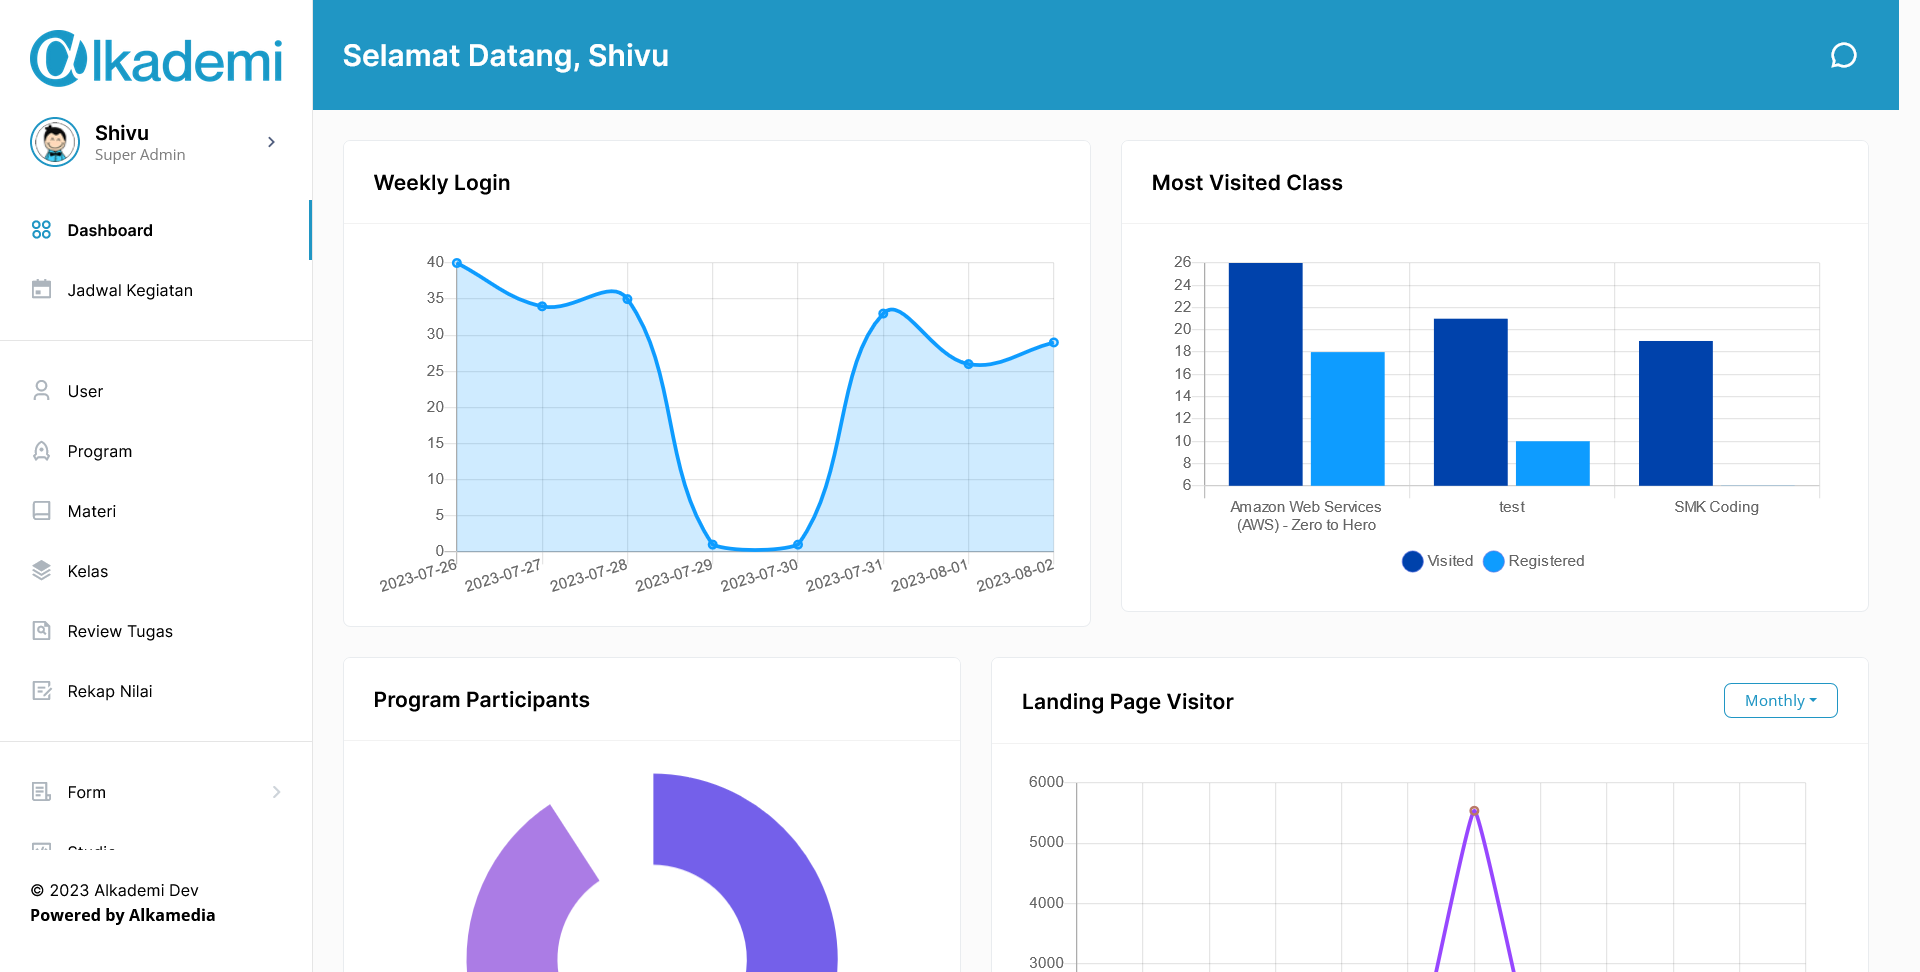 Alkademi
Shivu
Super Admin
Dashboard
Jadwal Kegiatan
User
Program
Materi
Kelas
Review Tugas
Rekap Nilai
Form
© 2023 Alkademi Dev
Powered by Alkamedia
Selamat Datang, Shivu
Weekly Login
40
35
30
25
20
15
10
5
0
2023-07-26
2023-07-27
2023-07-28
2023-07-29
2023-07-30
2023-07-31
2023-08-01
2023-08-02
Most Visited Class
26
24
22
20
18
16
14
12
10
8
6
Amazon Web Services
(AWS) - Zero to Hero
test
SMK Coding
Visited
Registered
Program Participants
Landing Page Visitor
Monthly
6000
5000
4000
3000